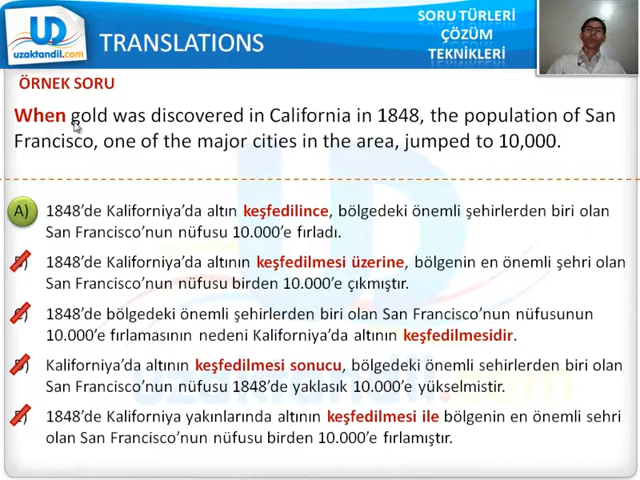 UD
uzaktandil.com
TRANSLATIONS
SORU TÜRLERİ
ÇÖZÜM
TEKNİKLERİ
ÖRNEK SORU
When gold was discovered in California in 1848, the population of San
Francisco, one of the major cities in the area, jumped to 10,000.
A) 1848’de Kaliforniya’da altın keşfedilince, bölgedeki önemli şehirlerden biri olan
San Francisco’nun nüfusu 10.000’e fırladı.
B) 1848’de Kaliforniya’da altının keşfedilmesi üzerine, bölgenin en önemli şehri olan
San Francisco’nun nüfusu birden 10.000’e çıkmıştır.
C) 1848’de bölgedeki önemli şehirlerden biri olan San Francisco’nun nüfusunun
10.000’e fırlamasının nedeni Kaliforniya’da altının keşfedilmesidir.
D) Kaliforniya’da altının keşfedilmesi sonucu, bölgedeki önemli sehirlerden biri olan
San Francisco’nun nüfusu 1848’de yaklasık 10.000’e yükselmistir.
E) 1848’de Kaliforniya yakınlarında altının keşfedilmesi ile bölgenin en önemli sehri
olan San Francisco’nun nüfusu birden 10.000’e fırlamıştır.